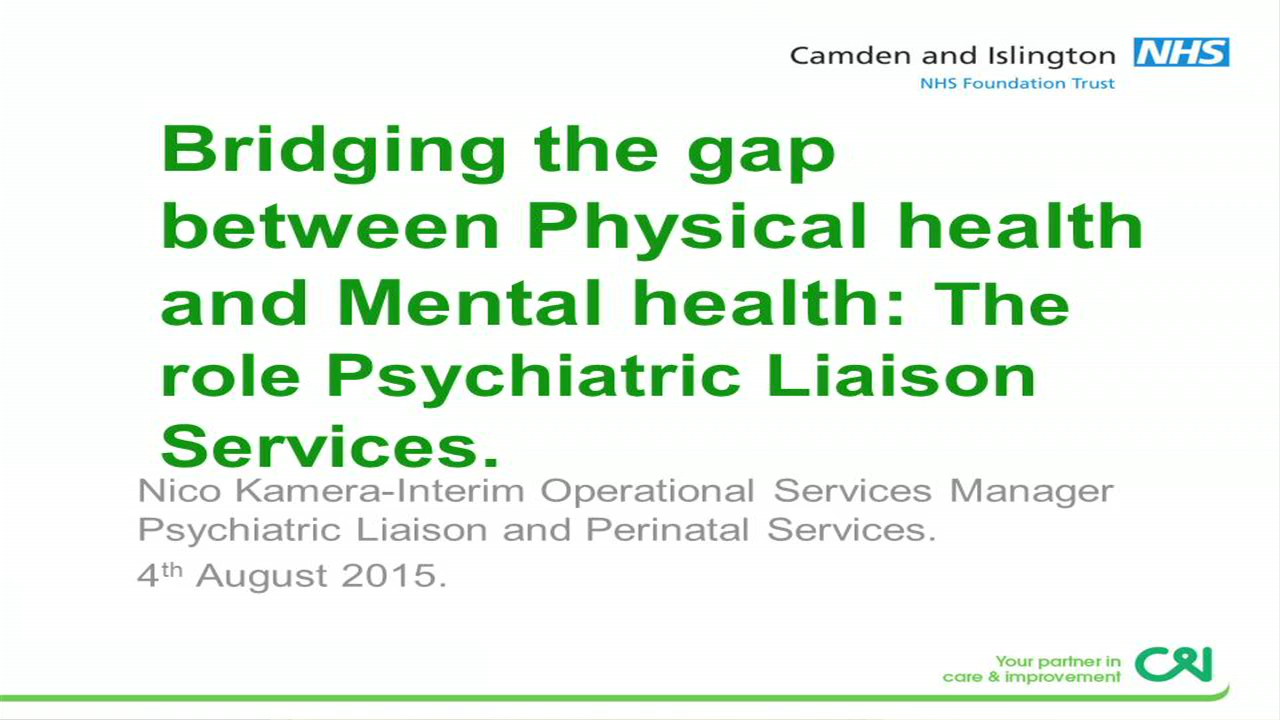 Camden and Islington NHS
NHS Foundation Trust
Bridging the gap
between Physical health
and Mental health: The
role Psychiatric Liaison
Services.
Nico Kamera-Interim Operational Services Manager
Psychiatric Liaison and Perinatal Services.
4th August 2015.
Your partner in
care & improvement
C&I